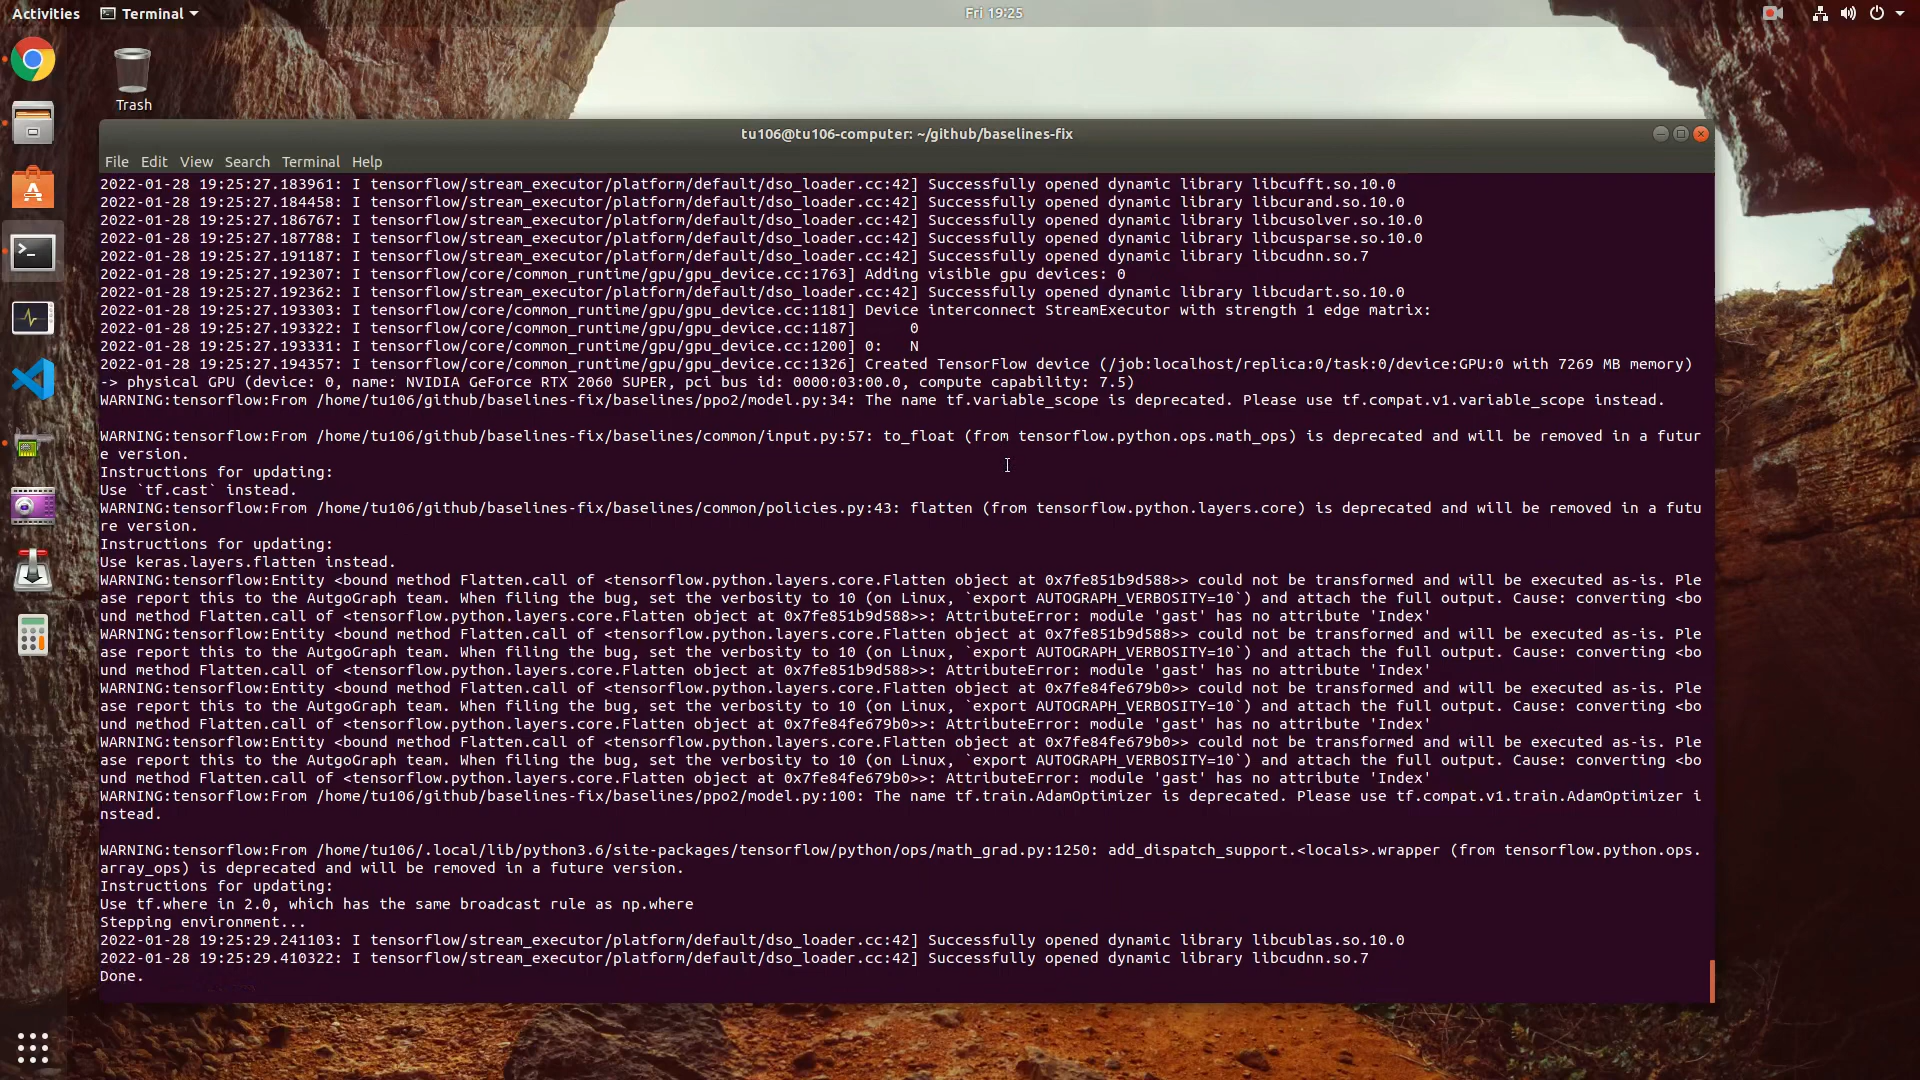 Activities Terminal Fri 19:25
Trash
tu106@tu106-computer: ~/github/baselines-fix
File Edit View Search Terminal Help
2022-01-28 19:25:27.183961: I tensorflow/stream_executor/platform/default/dso_loader.cc:42] Successfully opened dynamic library libcufft.so.10.0
2022-01-28 19:25:27.184458: I tensorflow/stream_executor/platform/default/dso_loader.cc:42] Successfully opened dynamic library libcurand.so.10.0
2022-01-28 19:25:27.186767: I tensorflow/stream_executor/platform/default/dso_loader.cc:42] Successfully opened dynamic library libcusolver.so.10.0
2022-01-28 19:25:27.187788: I tensorflow/stream_executor/platform/default/dso_loader.cc:42] Successfully opened dynamic library libcusparse.so.10.0
2022-01-28 19:25:27.191187: I tensorflow/stream_executor/platform/default/dso_loader.cc:42] Successfully opened dynamic library libcudnn.so.7
2022-01-28 19:25:27.192307: I tensorflow/core/common_runtime/gpu/gpu_device.cc:1763] Adding visible gpu devices: 0
2022-01-28 19:25:27.192362: I tensorflow/stream_executor/platform/default/dso_loader.cc:42] Successfully opened dynamic library libcudart.so.10.0
2022-01-28 19:25:27.193303: I tensorflow/core/common_runtime/gpu/gpu_device.cc:1181] Device interconnect StreamExecutor with strength 1 edge matrix:
2022-01-28 19:25:27.193322: I tensorflow/core/common_runtime/gpu/gpu_device.cc:1187]      0
2022-01-28 19:25:27.193331: I tensorflow/core/common_runtime/gpu/gpu_device.cc:1200] 0:   N
2022-01-28 19:25:27.194357: I tensorflow/core/common_runtime/gpu/gpu_device.cc:1326] Created TensorFlow device (/job:localhost/replica:0/task:0/device:GPU:0 with 7269 MB memory)
-> physical GPU (device: 0, name: NVIDIA GeForce RTX 2060 SUPER, pci bus id: 0000:03:00.0, compute capability: 7.5)
WARNING:tensorflow:From /home/tu106/github/baselines-fix/baselines/ppo2/model.py:34: The name tf.variable_scope is deprecated. Please use tf.compat.v1.variable_scope instead.
WARNING:tensorflow:From /home/tu106/github/baselines-fix/baselines/common/input.py:57: to_float (from tensorflow.python.ops.math_ops) is deprecated and will be removed in a futur
e version.
Instructions for updating:
Use `tf.cast` instead.
WARNING:tensorflow:From /home/tu106/github/baselines-fix/baselines/common/policies.py:43: flatten (from tensorflow.python.layers.core) is deprecated and will be removed in a futu
re version.
Instructions for updating:
Use keras.layers.flatten instead.
WARNING:tensorflow:Entity <bound method Flatten.call of <tensorflow.python.layers.core.Flatten object at 0x7fe851b9d588>> could not be transformed and will be executed as-is. Ple
ase report this to the AutgoGraph team. When filing the bug, set the verbosity to 10 (on Linux, `export AUTOGRAPH_VERBOSITY=10`) and attach the full output. Cause: converting <bo
und method Flatten.call of <tensorflow.python.layers.core.Flatten object at 0x7fe851b9d588>>: AttributeError: module 'gast' has no attribute 'Index'
WARNING:tensorflow:Entity <bound method Flatten.call of <tensorflow.python.layers.core.Flatten object at 0x7fe851b9d588>> could not be transformed and will be executed as-is. Ple
ase report this to the AutgoGraph team. When filing the bug, set the verbosity to 10 (on Linux, `export AUTOGRAPH_VERBOSITY=10`) and attach the full output. Cause: converting <bo
und method Flatten.call of <tensorflow.python.layers.core.Flatten object at 0x7fe851b9d588>>: AttributeError: module 'gast' has no attribute 'Index'
WARNING:tensorflow:Entity <bound method Flatten.call of <tensorflow.python.layers.core.Flatten object at 0x7fe84fe679b0>> could not be transformed and will be executed as-is. Ple
ase report this to the AutgoGraph team. When filing the bug, set the verbosity to 10 (on Linux, `export AUTOGRAPH_VERBOSITY=10`) and attach the full output. Cause: converting <bo
und method Flatten.call of <tensorflow.python.layers.core.Flatten object at 0x7fe84fe679b0>>: AttributeError: module 'gast' has no attribute 'Index'
WARNING:tensorflow:Entity <bound method Flatten.call of <tensorflow.python.layers.core.Flatten object at 0x7fe84fe679b0>> could not be transformed and will be executed as-is. Ple
ase report this to the AutgoGraph team. When filing the bug, set the verbosity to 10 (on Linux, `export AUTOGRAPH_VERBOSITY=10`) and attach the full output. Cause: converting <bo
und method Flatten.call of <tensorflow.python.layers.core.Flatten object at 0x7fe84fe679b0>>: AttributeError: module 'gast' has no attribute 'Index'
WARNING:tensorflow:From /home/tu106/github/baselines-fix/baselines/ppo2/model.py:100: The name tf.train.AdamOptimizer is deprecated. Please use tf.compat.v1.train.AdamOptimizer i
nstead.
WARNING:tensorflow:From /home/tu106/.local/lib/python3.6/site-packages/tensorflow/python/ops/math_grad.py:1250: add_dispatch_support.<locals>.wrapper (from tensorflow.python.ops.
array_ops) is deprecated and will be removed in a future version.
Instructions for updating:
Use tf.where in 2.0, which has the same broadcast rule as np.where
Stepping environment...
2022-01-28 19:25:29.241103: I tensorflow/stream_executor/platform/default/dso_loader.cc:42] Successfully opened dynamic library libcublas.so.10.0
2022-01-28 19:25:29.410322: I tensorflow/stream_executor/platform/default/dso_loader.cc:42] Successfully opened dynamic library libcudnn.so.7
Done.